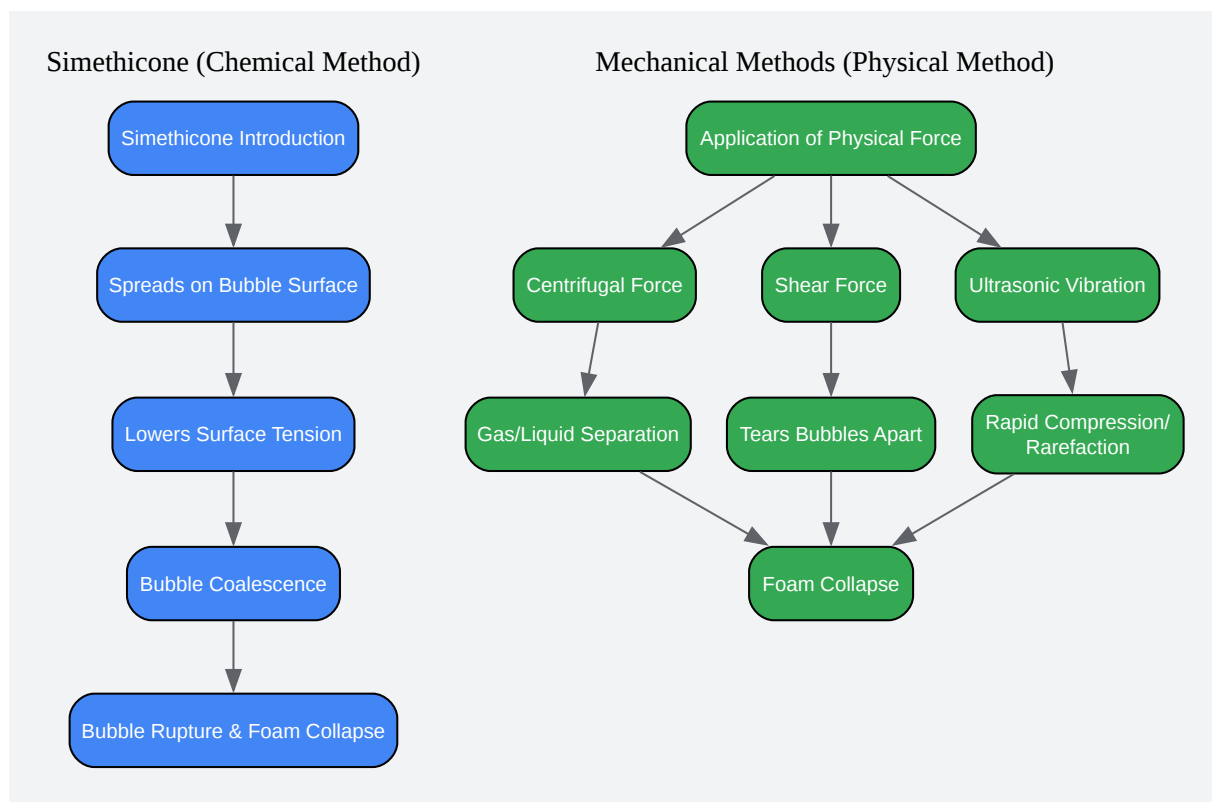 Simethicone (Chemical Method)
Simethicone Introduction
Spreads on Bubble Surface
Lowers Surface Tension
Bubble Coalescence
Bubble Rupture & Foam Collapse
Mechanical Methods (Physical Method)
Application of Physical Force
Centrifugal Force
Shear Force
Ultrasonic Vibration
Gas/Liquid Separation
Tears Bubbles Apart
Rapid Compression/
Rarefaction
Foam Collapse